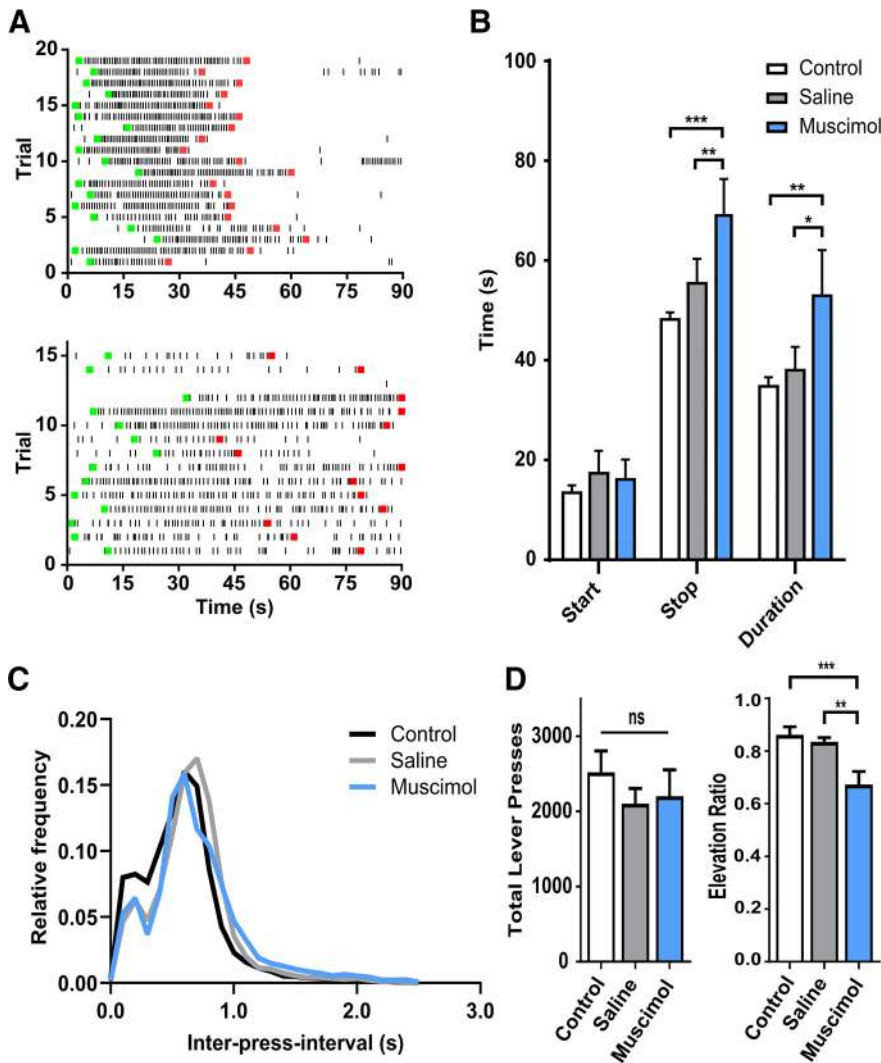 A
20
15
Trial
10
5
0
0 15 30 45 60 75 90
15
10
Trial
5
0
0 15 30 45 60 75 90
Time (s)
B
100
80
60
40
20
0
Time (s)
Control
Saline
Muscimol
***
**
**
*
Start
Stop
Duration
C
0.20
0.15
0.10
0.05
0.00
Relative frequency
Control
Saline
Muscimol
0.0 1.0 2.0 3.0
Inter-press-interval (s)
D
Total Lever Presses
3000
2000
1000
0
ns
Control
Saline
Muscimol
Elevation Ratio
1.0
0.8
0.6
0.4
0.2
0.0
***
**
Control
Saline
Muscimol